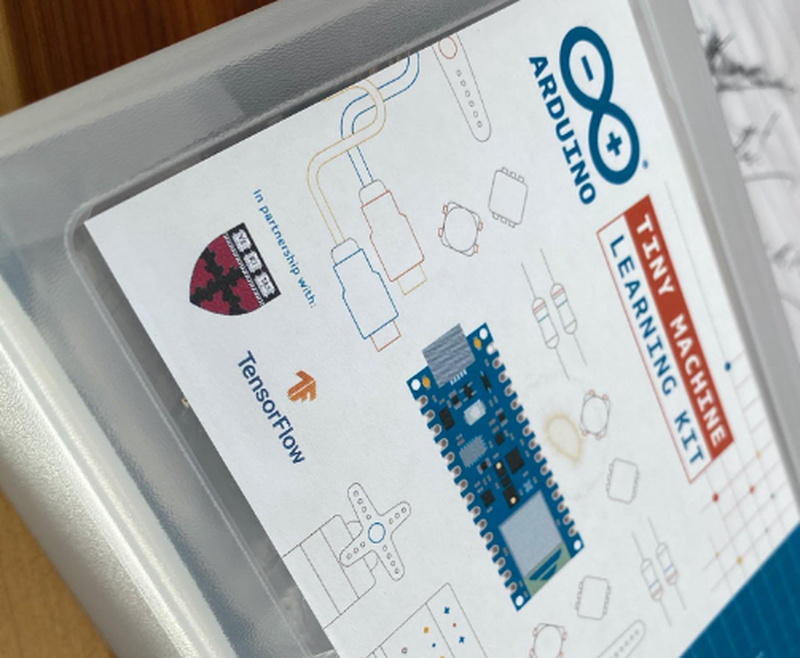 ARDUINO
TINY MACHINE
LEARNING KIT
In partnership with:
TensorFlow